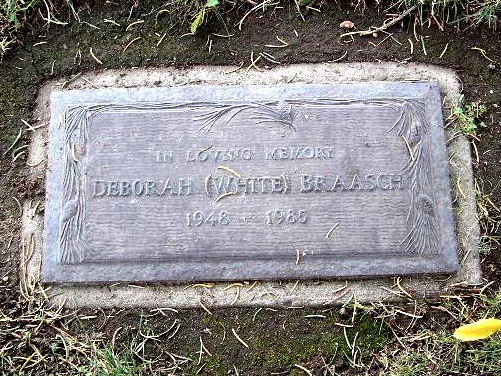 IN LOVING MEMORY
DEBORAH (WHITE) BRAASCH
1948 - 1985